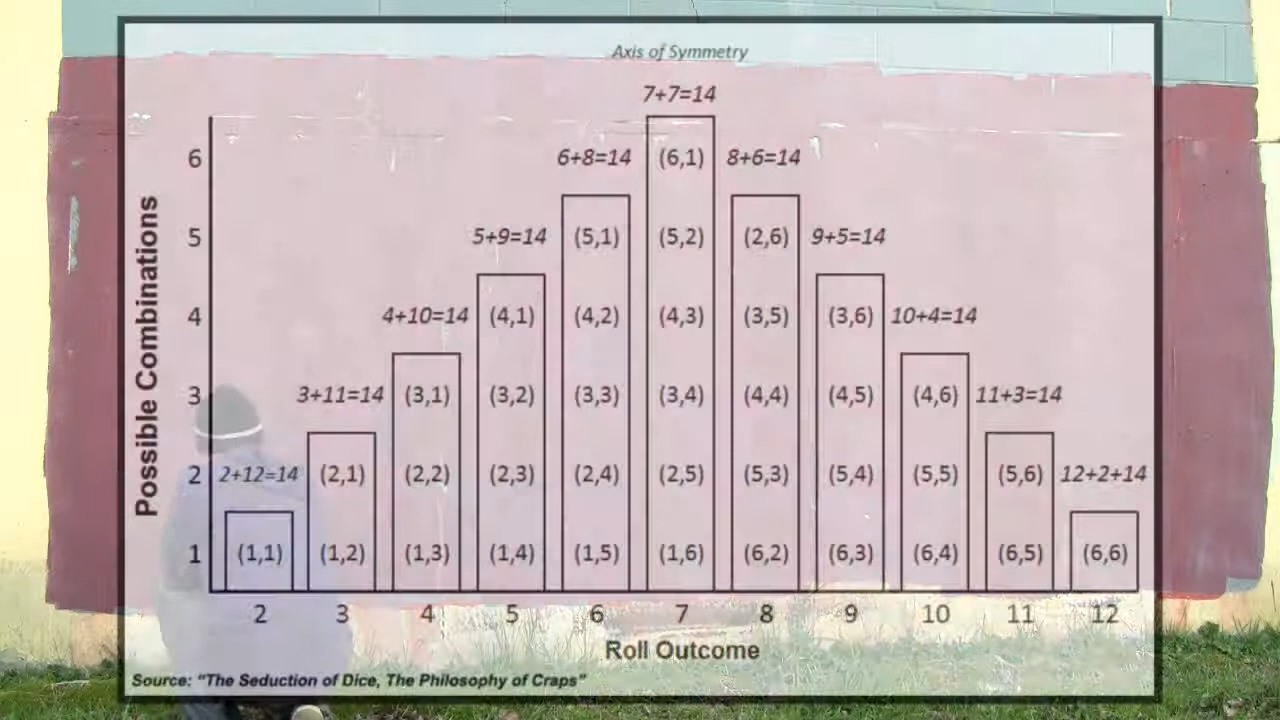 Axis of Symmetry
7+7=14
6 6+8=14 (6,1) 8+6=14
5 5+9=14 (5,1) (5,2) (2,6) 9+5=14
4 4+10=14 (4,1) (4,2) (4,3) (3,5) (3,6) 10+4=14
3 3+11=14 (3,1) (3,2) (3,3) (3,4) (4,4) (4,5) (4,6) 11+3=14
2 2+12=14 (2,1) (2,2) (2,3) (2,4) (2,5) (5,3) (5,4) (5,5) (5,6) 12+2+14
1 (1,1) (1,2) (1,3) (1,4) (1,5) (1,6) (6,2) (6,3) (6,4) (6,5) (6,6)
2 3 4 5 6 7 8 9 10 11 12
Possible Combinations
Roll Outcome
Source: "The Seduction of Dice, The Philosophy of Craps"